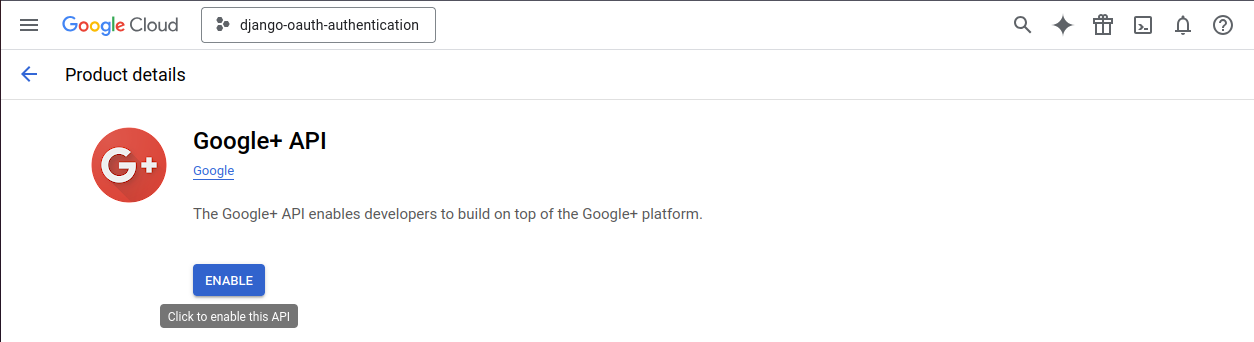 Google Cloud django-oauth-authentication
Product details
G+
Google+ API
Google
The Google+ API enables developers to build on top of the Google+ platform.
ENABLE
Click to enable this API